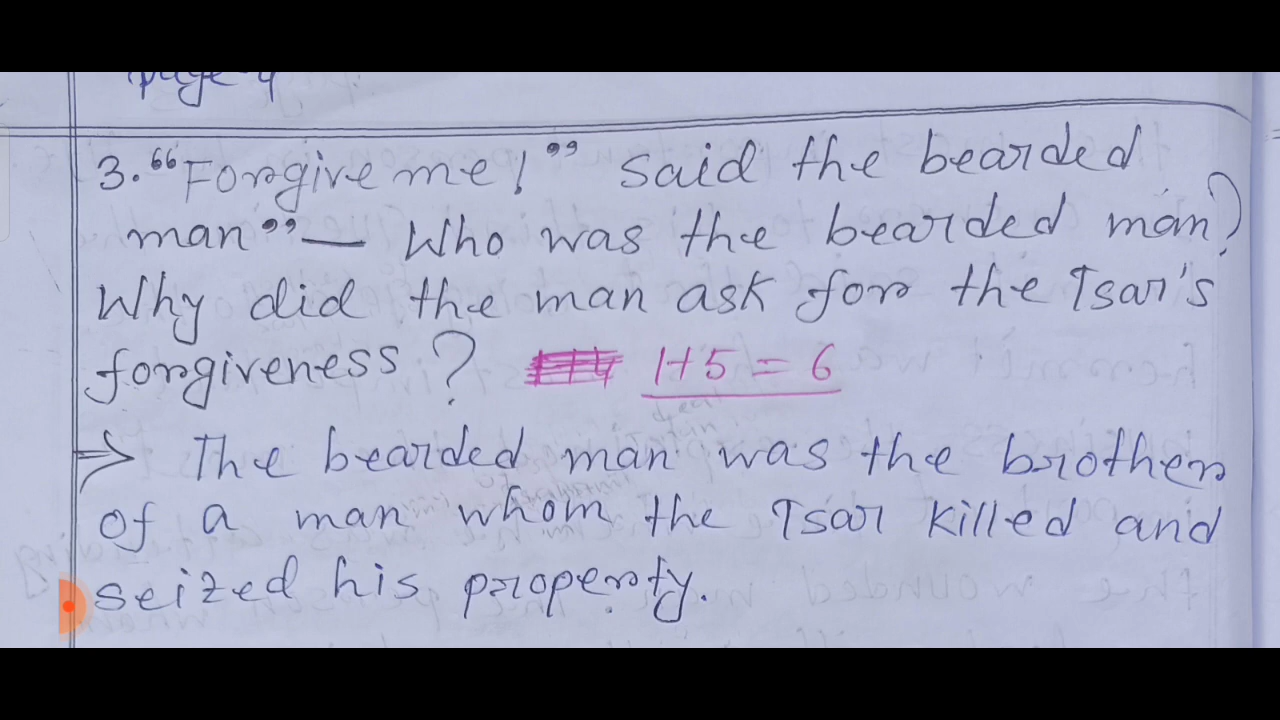 page-4
3. “Forgive me!” said the bearded
man” — Who was the bearded man?
Why did the man ask for the Tsar's
forgiveness? 1+5 = 6
⇒ The bearded man was the brother
of a man whom the Tsar killed and
seized his property.